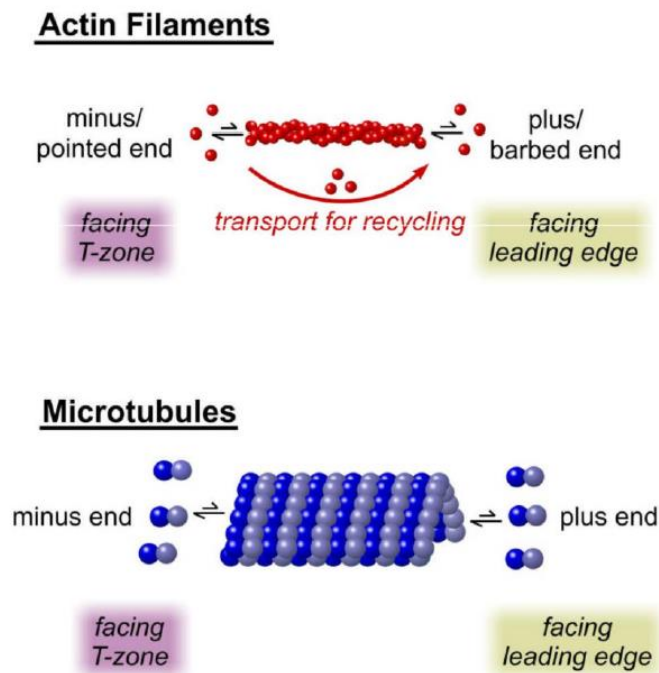 Actin Filaments
minus/
pointed end
plus/
barbed end
facing
T-zone
transport for recycling
facing
leading edge
Microtubules
minus end
plus end
facing
T-zone
facing
leading edge